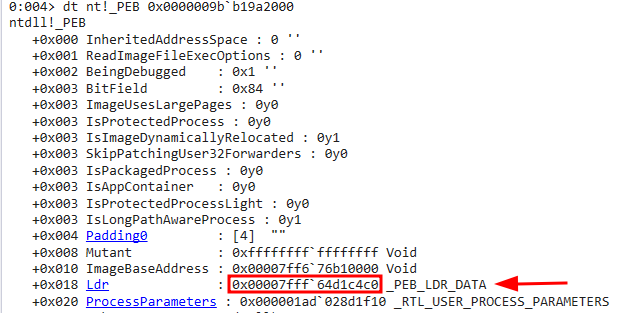 0:004> dt nt!_PEB 0x0000009b`b19a2000
ntdll!_PEB
+0x000 InheritedAddressSpace : 0 ''
+0x001 ReadImageFileExecOptions : 0 ''
+0x002 BeingDebugged : 0x1 ''
+0x003 BitField : 0x84 ''
+0x003 ImageUsesLargePages : 0y0
+0x003 IsProtectedProcess : 0y0
+0x003 IsImageDynamicallyRelocated : 0y1
+0x003 SkipPatchingUser32Forwarders : 0y0
+0x003 IsPackagedProcess : 0y0
+0x003 IsAppContainer : 0y0
+0x003 IsProtectedProcessLight : 0y0
+0x003 IsLongPathAwareProcess : 0y1
+0x004 Padding0 : [4] ""
+0x008 Mutant : 0xffffffff`ffffffff Void
+0x010 ImageBaseAddress : 0x00007ff6`76b10000 Void
+0x018 Ldr : 0x00007fff`64d1c4c0 _PEB_LDR_DATA
+0x020 ProcessParameters : 0x000001ad`028d1f10 _RTL_USER_PROCESS_PARAMETERS